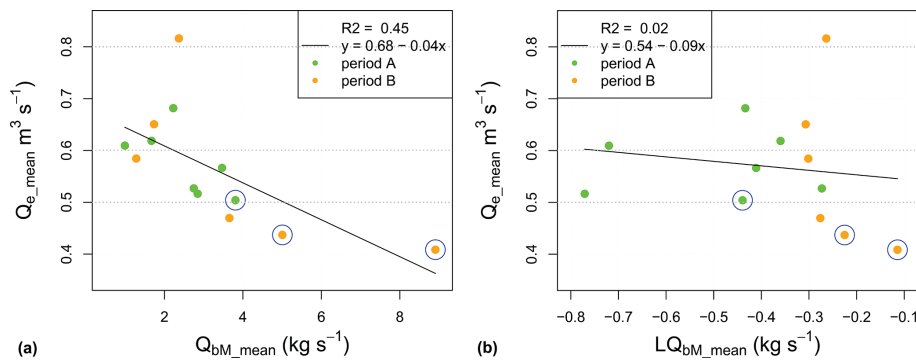 R2 = 0.45
y = 0.68 − 0.04x
period A
period B
0.8
0.7
0.6
0.5
0.4
Qe_mean m³ s⁻¹
2
4
6
8
QbM_mean (kg s⁻¹)
(a)
R2 = 0.02
y = 0.54 − 0.09x
period A
period B
0.8
0.7
0.6
0.5
0.4
Qe_mean m³ s⁻¹
−0.8
−0.7
−0.6
−0.5
−0.4
−0.3
−0.2
−0.1
LQbM_mean (kg s⁻¹)
(b)